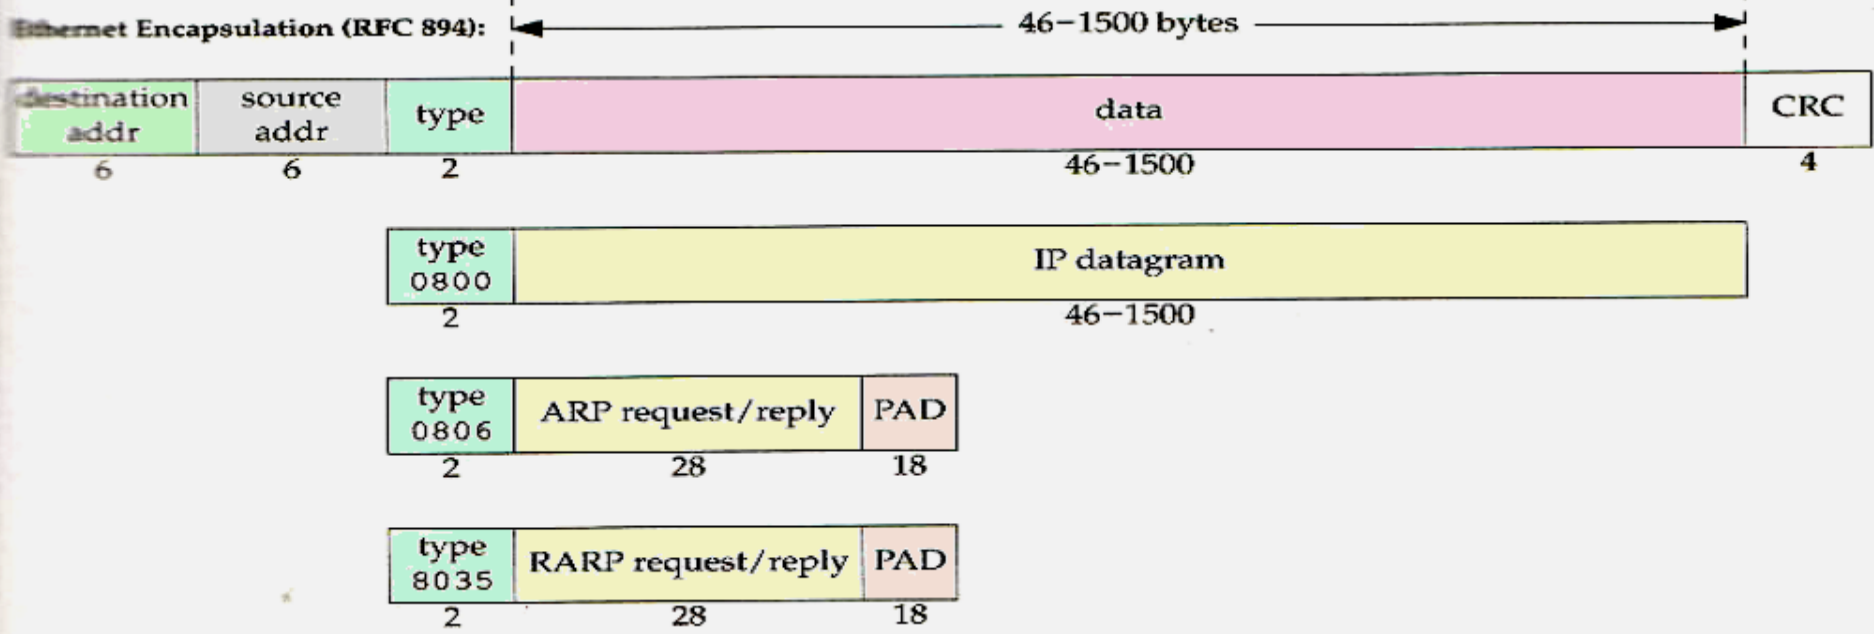 Ethernet Encapsulation (RFC 894):
46−1500 bytes
destination addr
source addr
type
data
CRC
6
6
2
46−1500
4
type
0800
IP datagram
2
46−1500
type
0806
ARP request/reply
PAD
2
28
18
type
8035
RARP request/reply
PAD
2
28
18